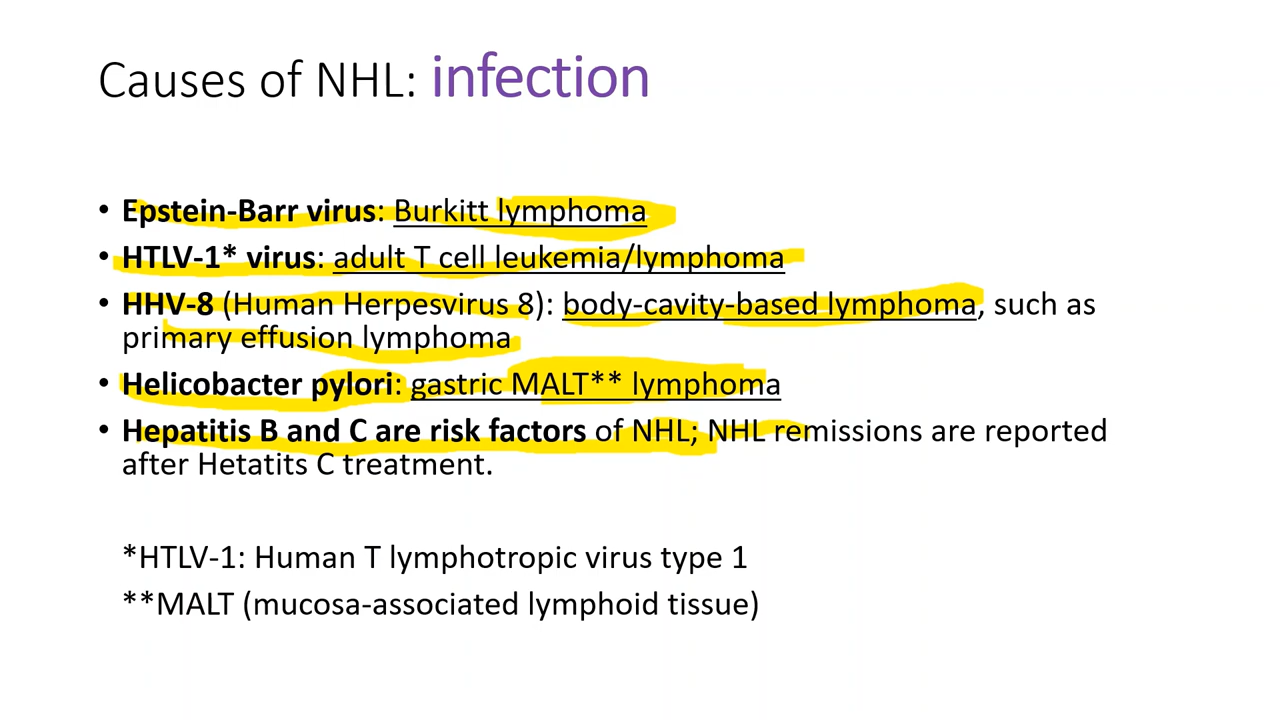 Causes of NHL: infection
• Epstein-Barr virus: Burkitt lymphoma
• HTLV-1* virus: adult T cell leukemia/lymphoma
• HHV-8 (Human Herpesvirus 8): body-cavity-based lymphoma, such as
primary effusion lymphoma
• Helicobacter pylori: gastric MALT** lymphoma
• Hepatitis B and C are risk factors of NHL; NHL remissions are reported
after Hetatits C treatment.
*HTLV-1: Human T lymphotropic virus type 1
**MALT (mucosa-associated lymphoid tissue)